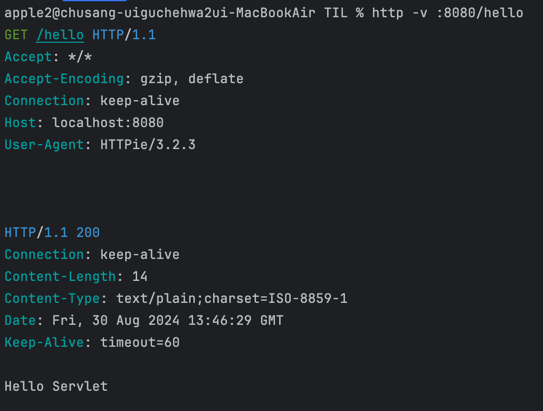 apple2@chusang-uiguchehwa2ui-MacBookAir TIL % http -v :8080/hello
GET /hello HTTP/1.1
Accept: */*
Accept-Encoding: gzip, deflate
Connection: keep-alive
Host: localhost:8080
User-Agent: HTTPie/3.2.3
HTTP/1.1 200
Connection: keep-alive
Content-Length: 14
Content-Type: text/plain;charset=ISO-8859-1
Date: Fri, 30 Aug 2024 13:46:29 GMT
Keep-Alive: timeout=60
Hello Servlet